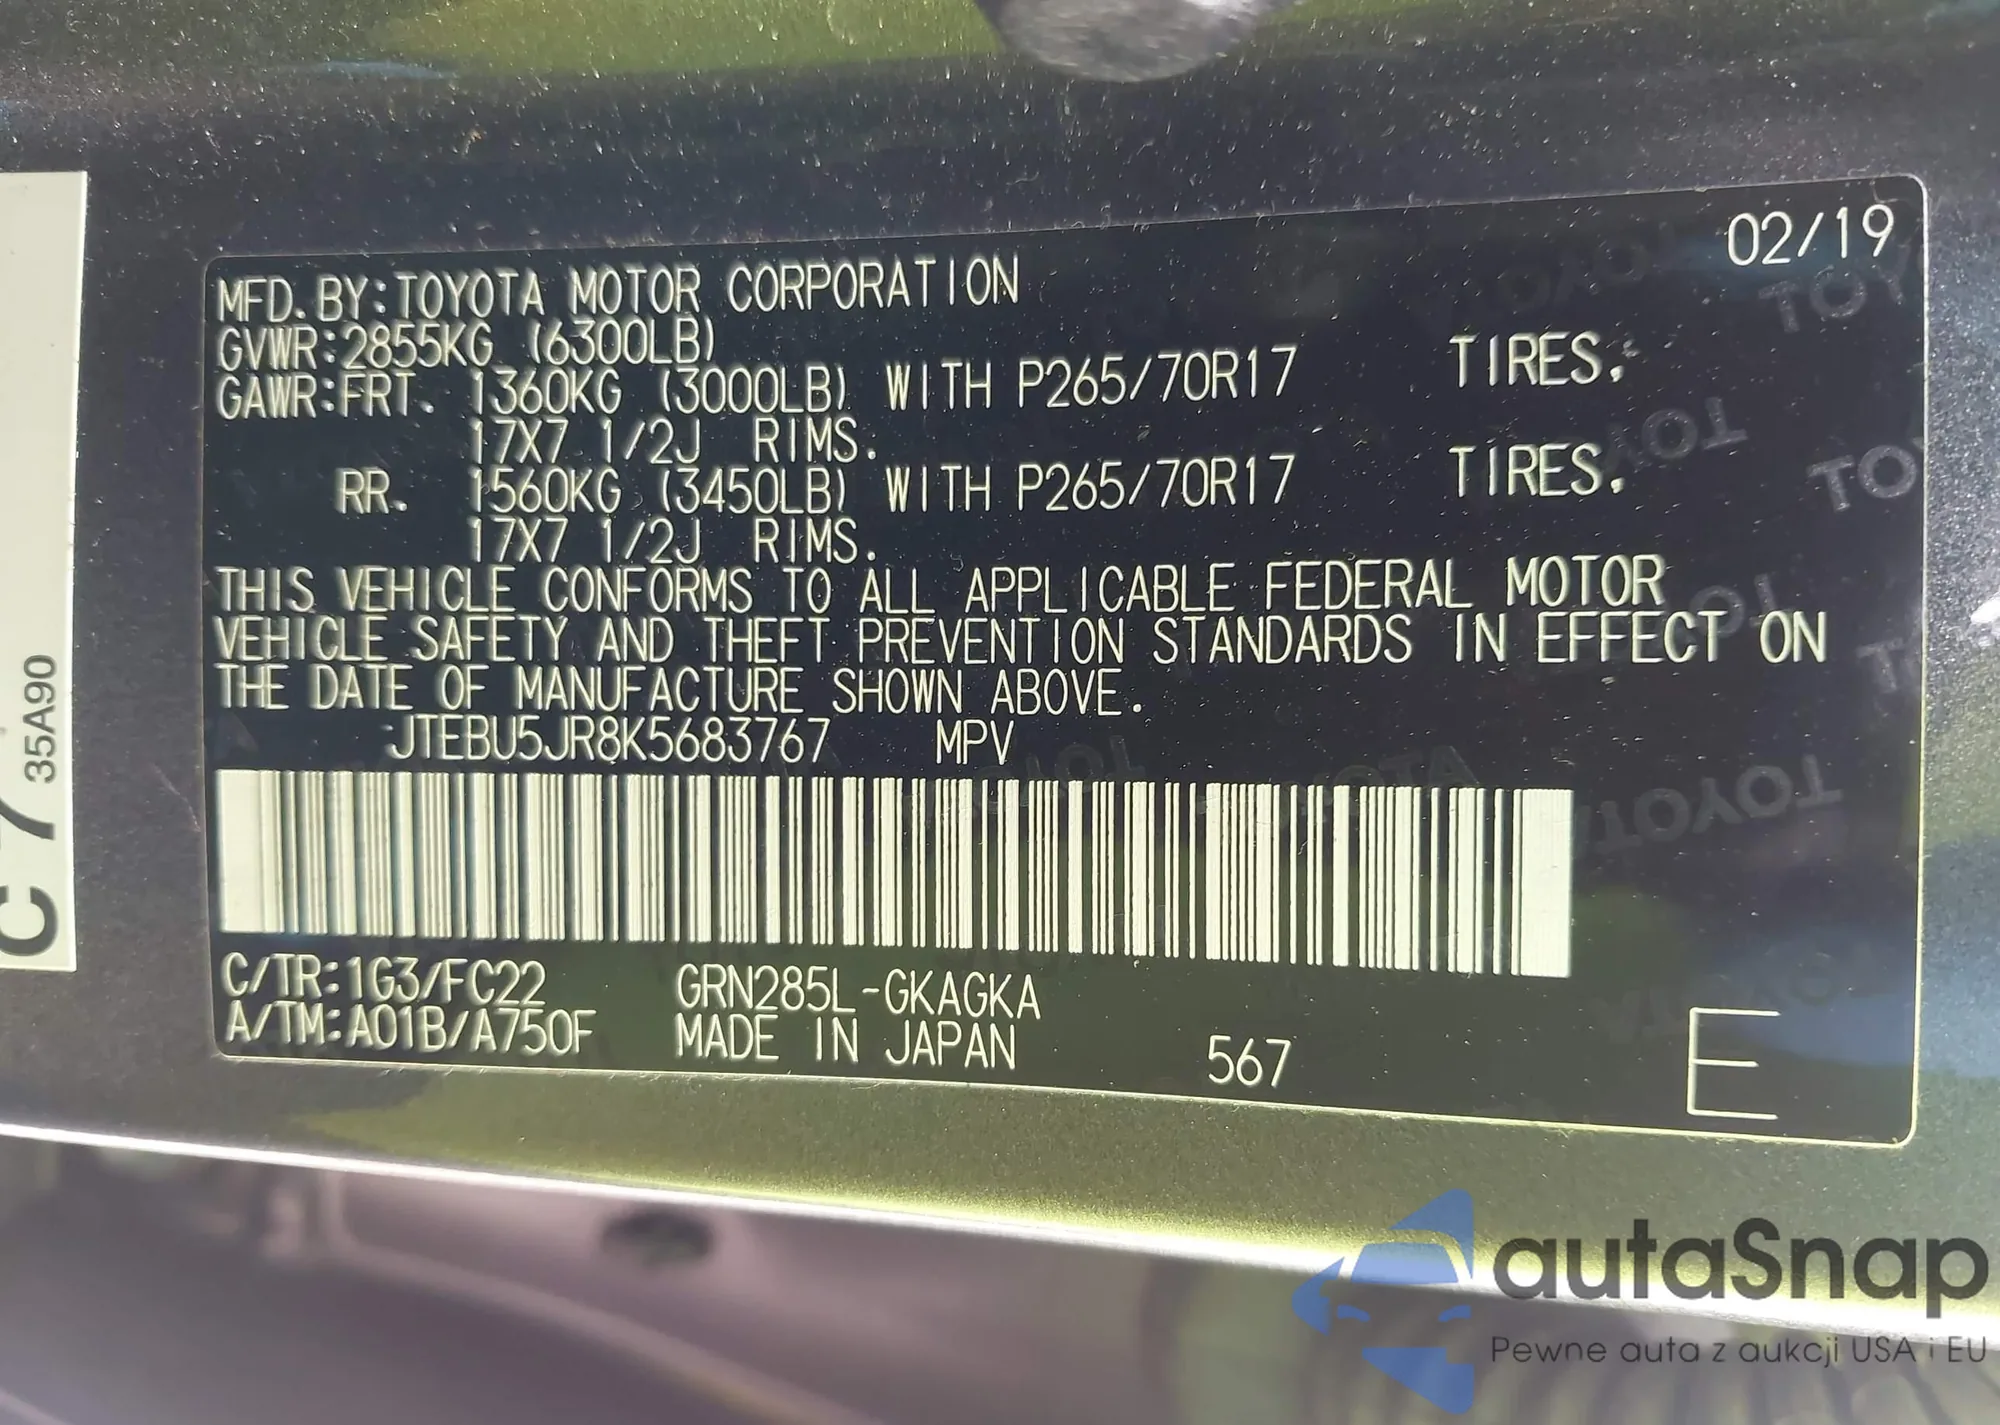 02/19
MFD. BY:TOYOTA MOTOR CORPORATION
GVWR:2855KG (6300LB)
GAWR:FRT. 1360KG (3000LB) WITH P265/70R17 TIRES,
17X7 1/2J RIMS.
RR. 1560KG (3450LB) WITH P265/70R17 TIRES,
17X7 1/2J RIMS.
THIS VEHICLE CONFORMS TO ALL APPLICABLE FEDERAL MOTOR
VEHICLE SAFETY AND THEFT PREVENTION STANDARDS IN EFFECT ON
THE DATE OF MANUFACTURE SHOWN ABOVE.
JTEBU5JR8K5683767 MPV
C/TR:1G3/FC22 GRN285L-GKAGKA
A/TM:A01B/A750F MADE IN JAPAN 567 E
35A90
C 7
TOYOTA
autaSnap
Pewne auta z aukcji USA i EU